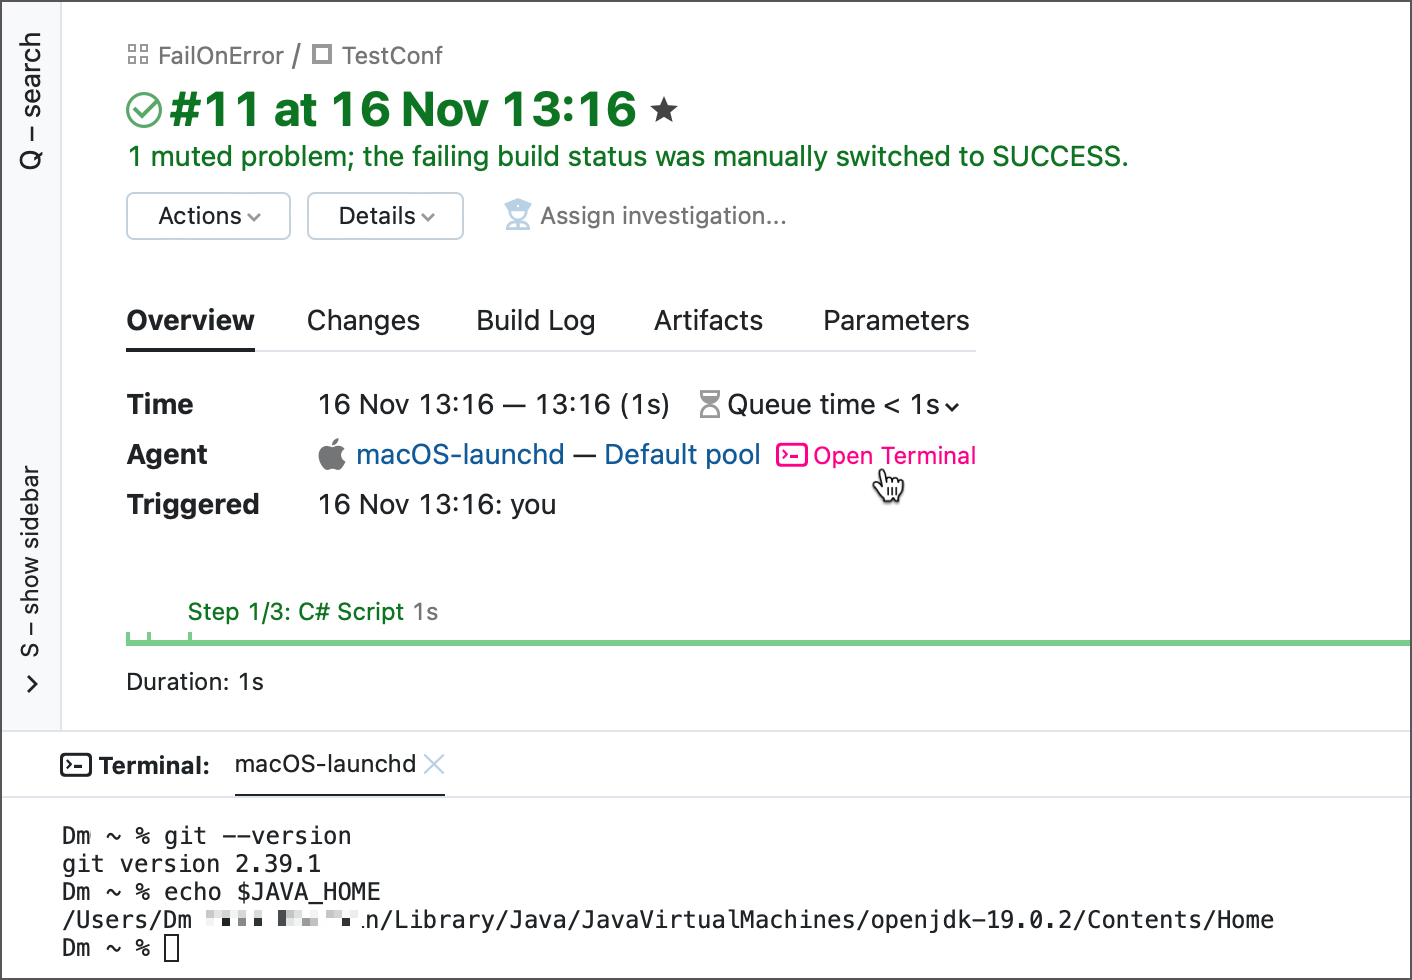 Q – search
S – show sidebar
FailOnError / TestConf
#11 at 16 Nov 13:16
1 muted problem; the failing build status was manually switched to SUCCESS.
Actions Details Assign investigation...
Overview Changes Build Log Artifacts Parameters
Time 16 Nov 13:16 — 13:16 (1s) Queue time < 1s
Agent macOS-launchd — Default pool Open Terminal
Triggered 16 Nov 13:16: you
Step 1/3: C# Script 1s
Duration: 1s
Terminal: macOS-launchd
Dm ~ % git --version
git version 2.39.1
Dm ~ % echo $JAVA_HOME
/Users/Dm n/Library/Java/JavaVirtualMachines/openjdk-19.0.2/Contents/Home
Dm ~ %